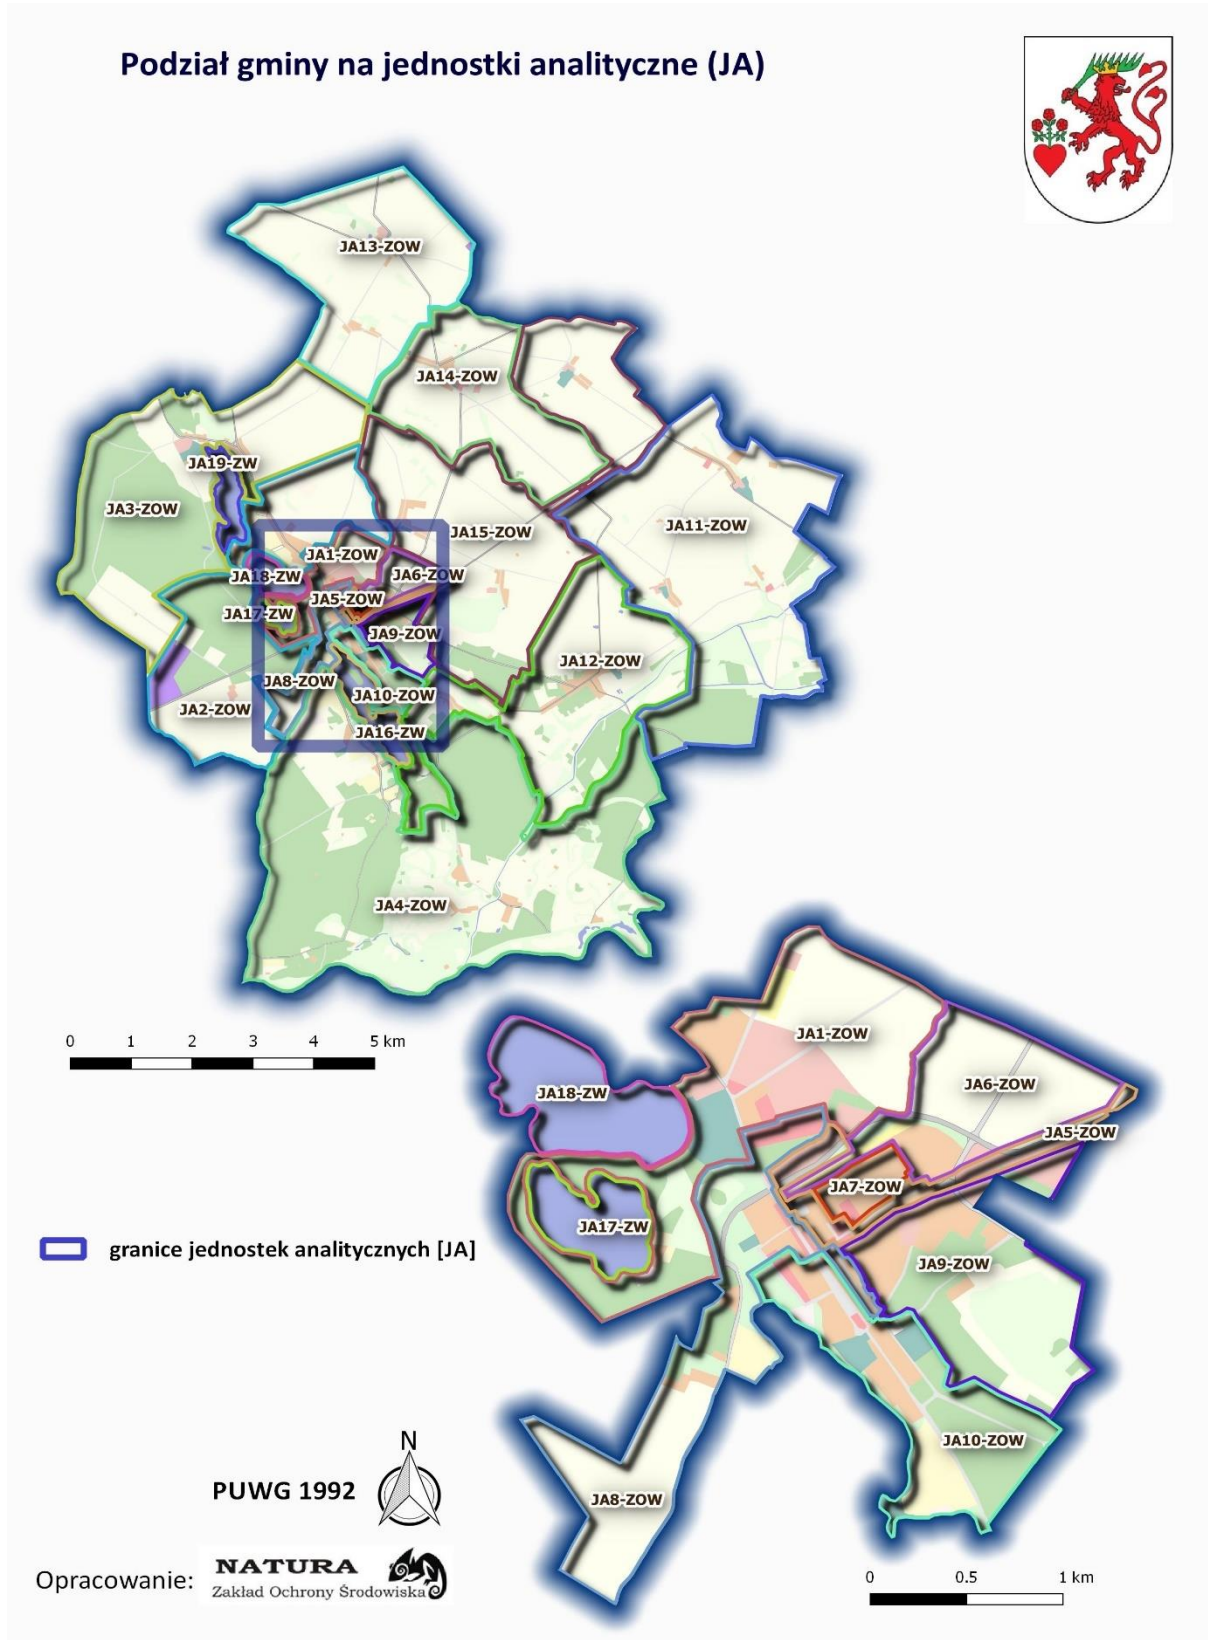 Podział gminy na jednostki analityczne (JA)
JA13-ZOW
JA14-ZOW
JA19-ZW
JA3-ZOW
JA11-ZOW
JA15-ZOW
JA1-ZOW
JA18-ZW
JA6-ZOW
JA5-ZOW
JA17-ZW
JA9-ZOW
JA12-ZOW
JA8-ZOW
JA10-ZOW
JA2-ZOW
JA16-ZW
JA4-ZOW
0 1 2 3 4 5 km
JA1-ZOW
JA6-ZOW
JA18-ZW
JA5-ZOW
JA7-ZOW
JA17-ZW
JA9-ZOW
granice jednostek analitycznych [JA]
JA10-ZOW
JA8-ZOW
N
PUWG 1992
Opracowanie:
NATURA
Zakład Ochrony Środowiska
0 0.5 1 km